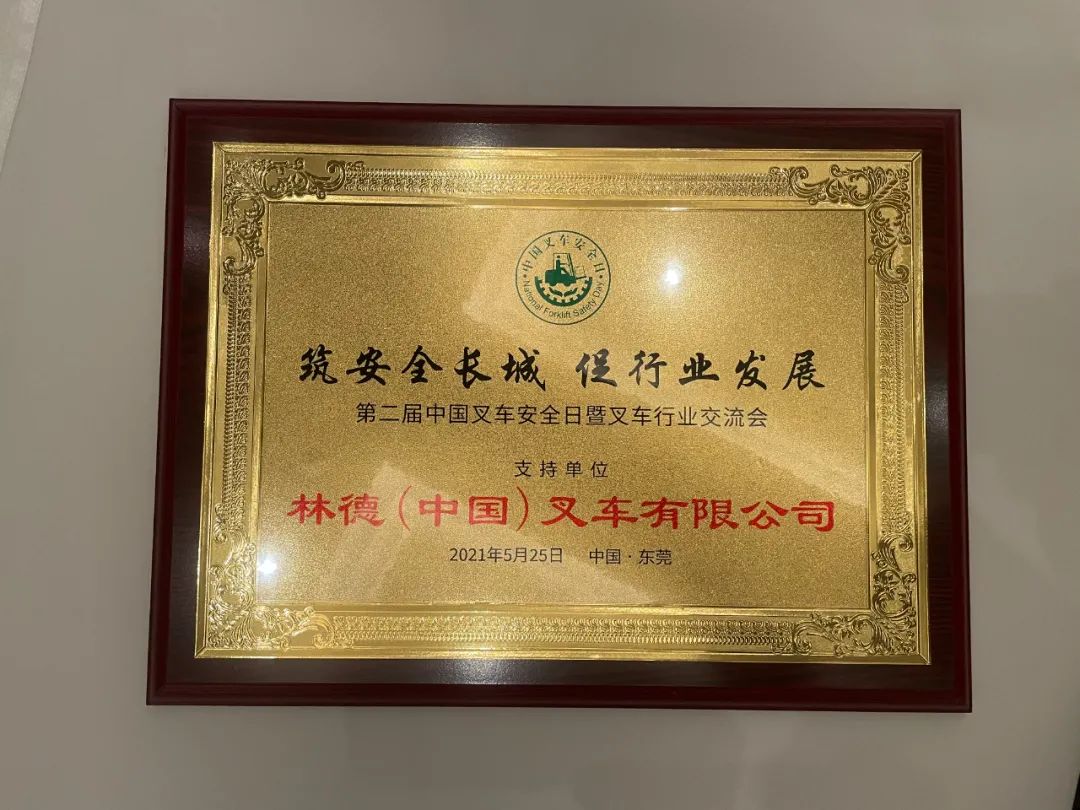 中国叉车安全日
National Forklift Safety Day
筑安全长城 促行业发展
第二届中国叉车安全日暨叉车行业交流会
支持单位
林德（中国）叉车有限公司
2021年5月25日 中国·东莞